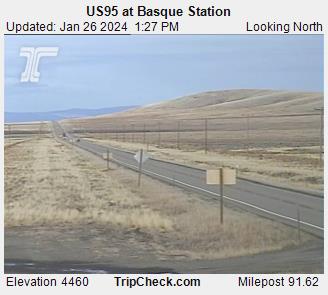 US95 at Basque Station
Updated: Jan 26 2024 1:27 PM Looking North
Elevation 4460 TripCheck.com Milepost 91.62